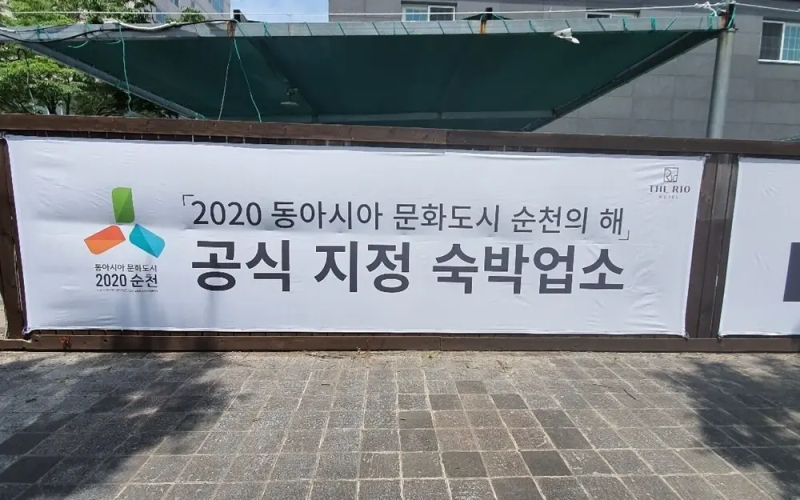 「2020 동아시아 문화도시 순천의 해」
공식 지정 숙박업소
동아시아 문화도시
2020 순천
THE RIO
HOTEL